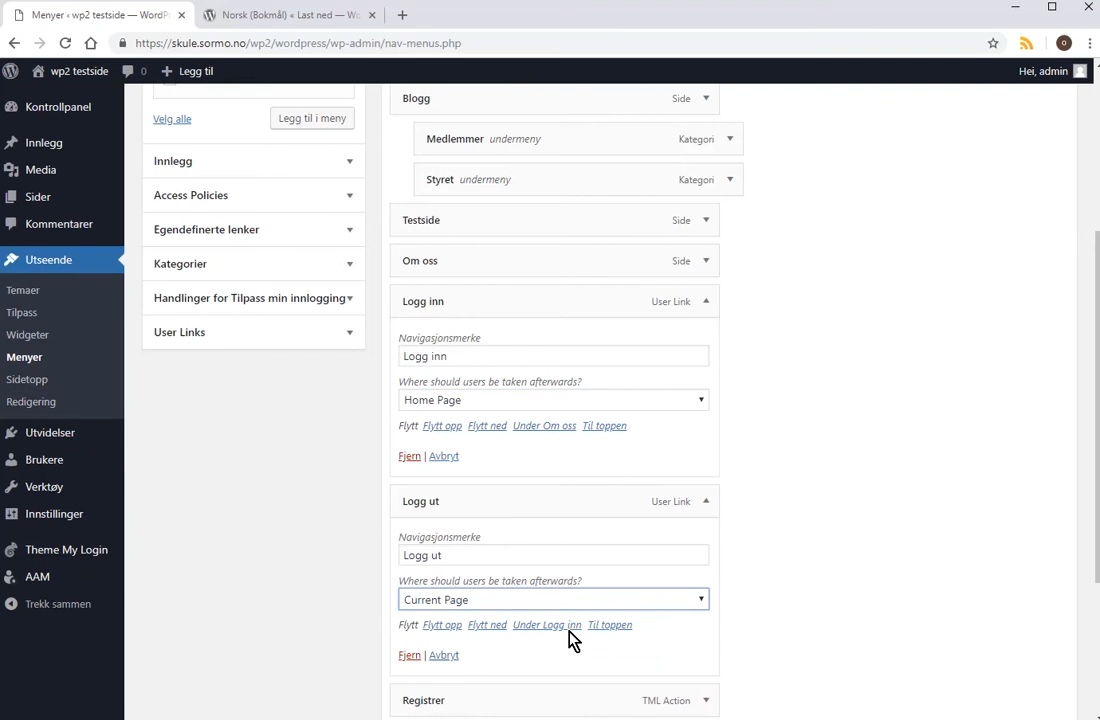 Menyer ‹ wp2 testside — WordP
Norsk (Bokmål) « Last ned — Wo
https://skule.sormo.no/wp2/wordpress/wp-admin/nav-menus.php
O
wp2 testside
0
Legg til
Hei, admin
Kontrollpanel
Innlegg
Media
Sider
Kommentarer
Utseende
Temaer
Tilpass
Widgeter
Menyer
Sidetopp
Redigering
Utvidelser
Brukere
Verktøy
Innstillinger
Theme My Login
AAM
Trekk sammen
Velg alle
Legg til i meny
Innlegg
Access Policies
Egendefinerte lenker
Kategorier
Handlinger for Tilpass min innlogging
User Links
Blogg Side
Medlemmer undermeny Kategori
Styret undermeny Kategori
Testside Side
Om oss Side
Logg inn User Link
Navigasjonsmerke
Logg inn
Where should users be taken afterwards?
Home Page
Flytt Flytt opp Flytt ned Under Om oss Til toppen
Fjern | Avbryt
Logg ut User Link
Navigasjonsmerke
Logg ut
Where should users be taken afterwards?
Current Page
Flytt Flytt opp Flytt ned Under Logg inn Til toppen
Fjern | Avbryt
Registrer TML Action